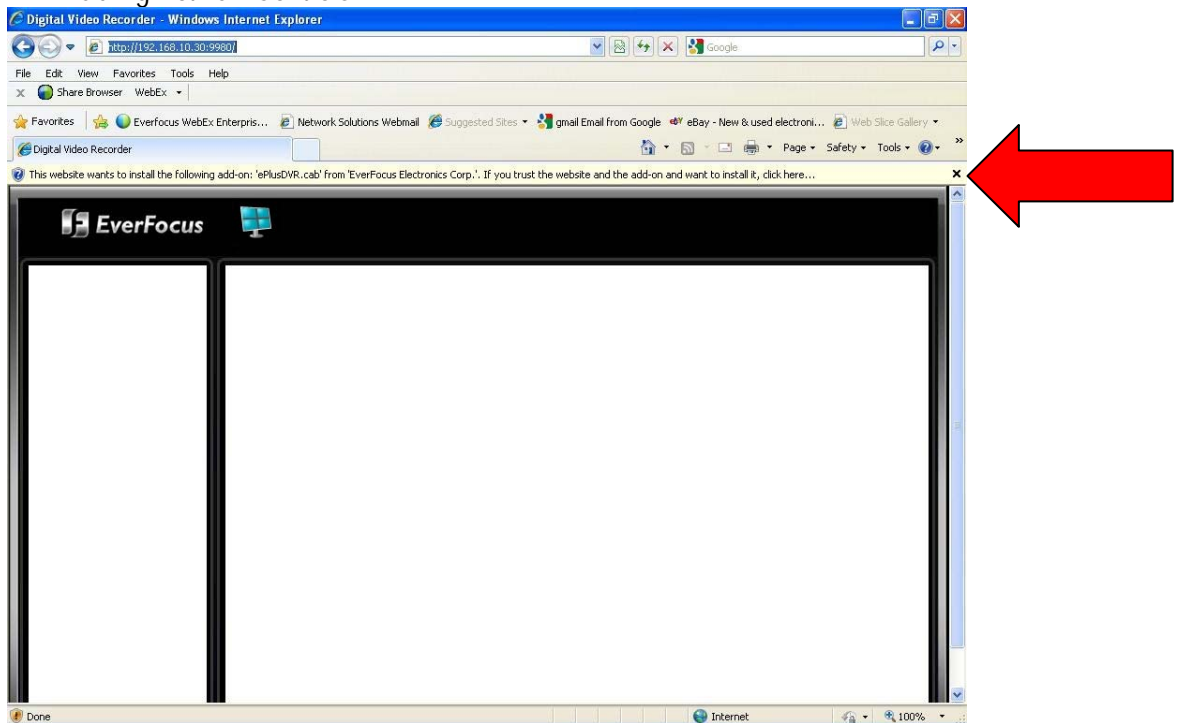 Digital Video Recorder - Windows Internet Explorer
http://192.168.10.30:9980/
Google
File Edit View Favorites Tools Help
x Share Browser WebEx
Favorites Everfocus WebEx Enterpris... Network Solutions Webmail Suggested Sites gmail Email from Google eBay - New & used electroni... Web Slice Gallery »
Digital Video Recorder Page Safety Tools
This website wants to install the following add-on: 'ePlusDVR.cab' from 'EverFocus Electronics Corp.'. If you trust the website and the add-on and want to install it, click here... x
EverFocus
Done Internet 100%